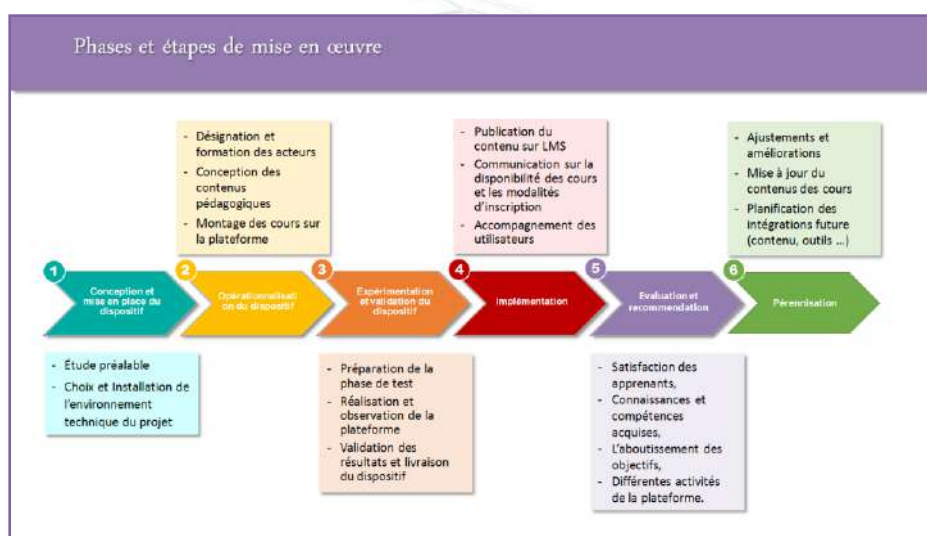 Phases et étapes de mise en œuvre
- Désignation et
formation des acteurs
- Conception des
contenus
pédagogiques
- Montage des cours sur
la plateforme
- Publication du
contenu sur LMS
- Communication sur la
disponibilité des cours
et les modalités
d'inscription
- Accompagnement des
utilisateurs
- Ajustements et
améliorations
- Mise à jour du
contenus des cours
- Planification des
intégrations future
(contenu, outils ...)
1
Conception et
mise en place du
dispositif
2
Opérationnalisati
on du dispositif
3
Expérimentation
et validation du
dispositif
4
Implémentation
5
Evaluation et
recommendation
6
Pérennisation
- Étude préalable
- Choix et Installation de
l'environnement
technique du projet
- Préparation de la
phase de test
- Réalisation et
observation de la
plateforme
- Validation des
résultats et livraison
du dispositif
- Satisfaction des
apprenants,
- Connaissances et
compétences
acquises,
- L'aboutissement des
objectifs,
- Différentes activités
de la plateforme.